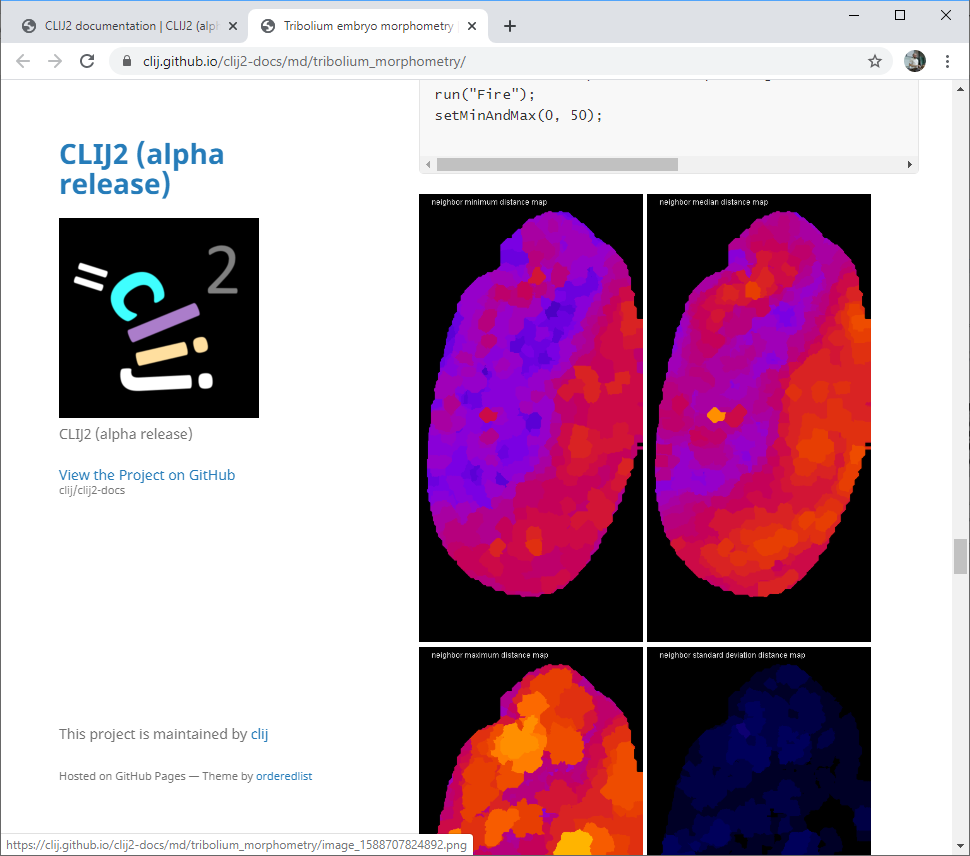 CLIJ2 documentation | CLIJ2 (alp
Tribolium embryo morphometry
clij.github.io/clij2-docs/md/tribolium_morphometry/
run("Fire");
setMinAndMax(0, 50);
CLIJ2 (alpha
release)
= clij 2
CLIJ2 (alpha release)
View the Project on GitHub
clij/clij2-docs
neighbor minimum distance map
neighbor median distance map
neighbor maximum distance map
neighbor standard deviation distance map
This project is maintained by clij
Hosted on GitHub Pages — Theme by orderedlist
https://clij.github.io/clij2-docs/md/tribolium_morphometry/image_1588707824892.png